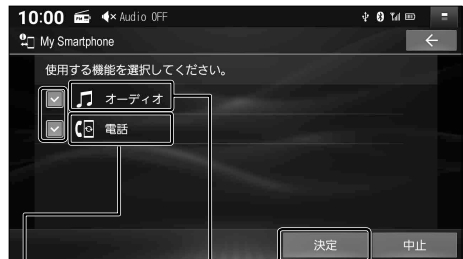 10:00 Audio OFF
My Smartphone
使用する機能を選択してください。
オーディオ
電話
決定 中止